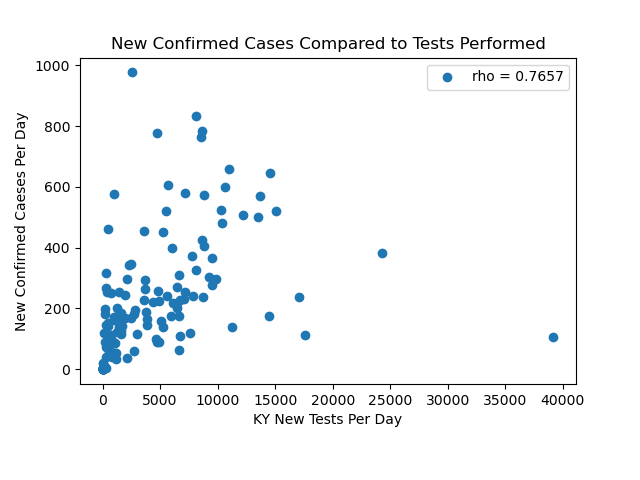 New Confirmed Cases Compared to Tests Performed
rho = 0.7657
1000
800
600
400
200
0
New Confirmed Caeses Per Day
0 5000 10000 15000 20000 25000 30000 35000 40000
KY New Tests Per Day